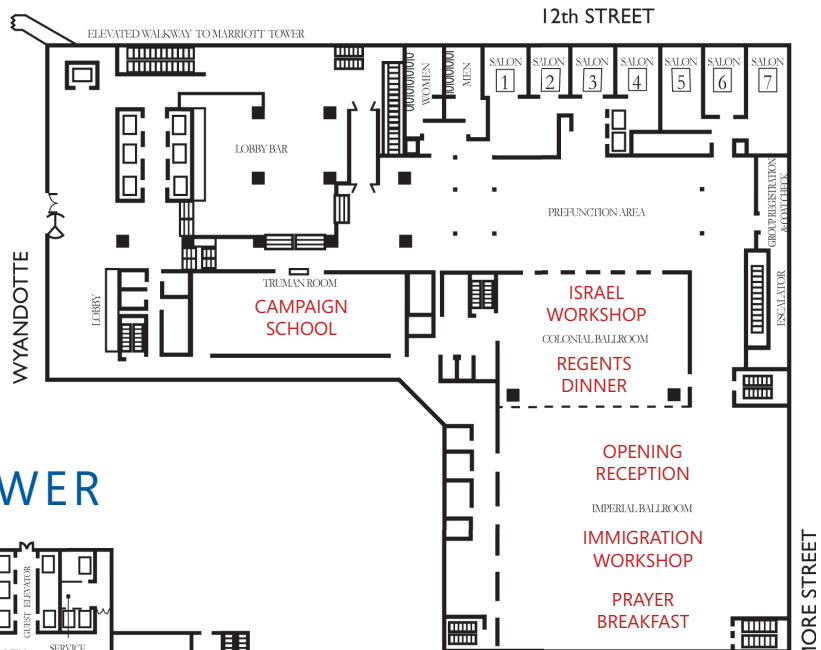 12th STREET
ELEVATED WALKWAY TO MARRIOTT TOWER
WOMEN
MEN
SALON
1
SALON
2
SALON
3
SALON
4
SALON
5
SALON
6
SALON
7
LOBBY BAR
PREFUNCTION AREA
GROUP REGISTRATION
& COAT CHECK
WYANDOTTE
LOBBY
TRUMAN ROOM
CAMPAIGN
SCHOOL
ISRAEL
WORKSHOP
COLONIAL BALLROOM
REGENTS
DINNER
ESCALATOR
OPENING
RECEPTION
IMPERIAL BALLROOM
IMMIGRATION
WORKSHOP
PRAYER
BREAKFAST
WER
MORE STREET
GUEST ELEVATOR
SERVICE